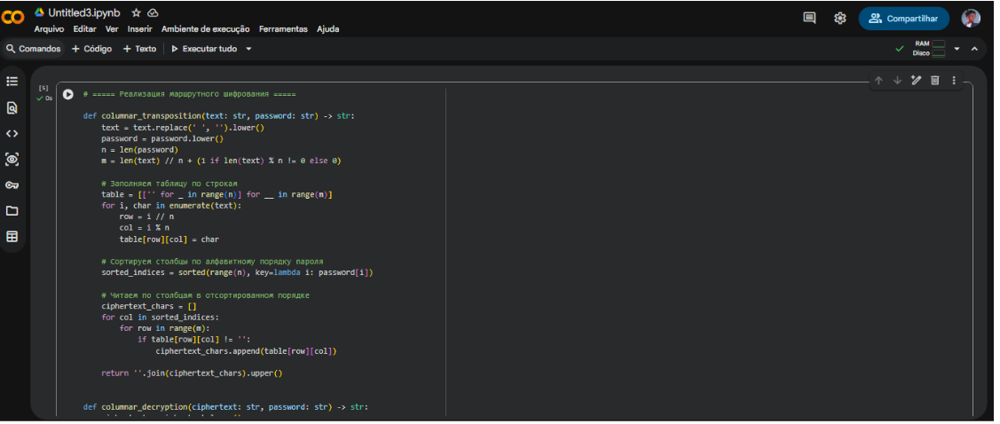 CO Untitled3.ipynb
Arquivo Editar Ver Inserir Ambiente de execução Ferramentas Ajuda
Compartilhar
Comandos + Código + Texto Executar tudo
RAM
Disco
[5]
0s
# ===== Реализация маршрутного шифрования =====
def columnar_transposition(text: str, password: str) -> str:
    text = text.replace(' ', '').lower()
    password = password.lower()
    n = len(password)
    m = len(text) // n + (1 if len(text) % n != 0 else 0)
    # Заполняем таблицу по строкам
    table = [['' for _ in range(n)] for __ in range(m)]
    for i, char in enumerate(text):
        row = i // n
        col = i % n
        table[row][col] = char
    # Сортируем столбцы по алфавитному порядку пароля
    sorted_indices = sorted(range(n), key=lambda i: password[i])
    # Читаем по столбцам в отсортированном порядке
    ciphertext_chars = []
    for col in sorted_indices:
        for row in range(m):
            if table[row][col] != '':
                ciphertext_chars.append(table[row][col])
    return ''.join(ciphertext_chars).upper()
def columnar_decryption(ciphertext: str, password: str) -> str: